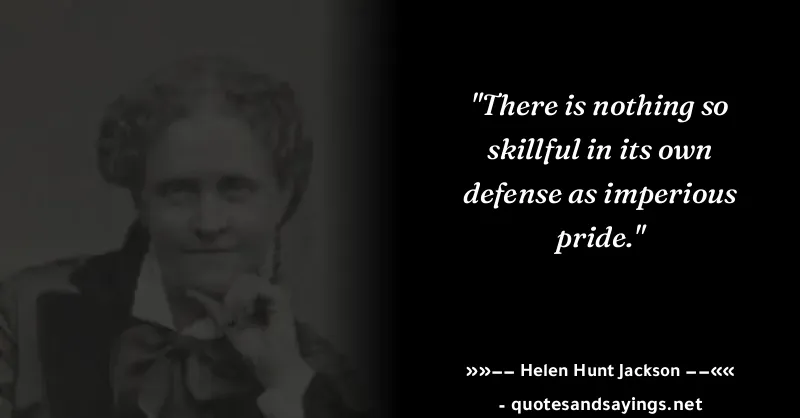 "There is nothing so
skillful in its own
defense as imperious
pride."
»»−− Helen Hunt Jackson −−««
- quotesandsayings.net